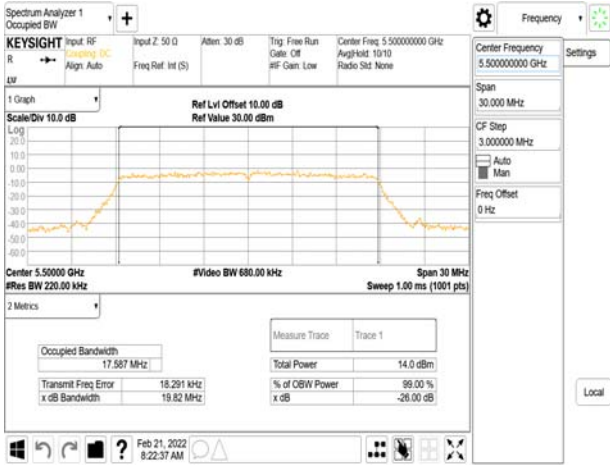 Spectrum Analyzer 1
Occupied BW
Frequency
KEYSIGHT
R
Input: RF
Coupling: DC
Align: Auto
Input Z: 50 Ω
Freq Ref: Int (S)
Atten: 30 dB
Trig: Free Run
Gate: Off
#IF Gain: Low
Center Freq: 5.500000000 GHz
Avg|Hold: 10/10
Radio Std: None
Center Frequency
5.500000000 GHz
Settings
Span
30.000 MHz
CF Step
3.000000 MHz
Auto
Man
Freq Offset
0 Hz
Local
1 Graph
Scale/Div 10.0 dB
Ref Lvl Offset 10.00 dB
Ref Value 30.00 dBm
Log
20.0
10.0
0.00
-10.0
-20.0
-30.0
-40.0
-50.0
-60.0
Center 5.50000 GHz
#Res BW 220.00 kHz
#Video BW 680.00 kHz
Span 30 MHz
Sweep 1.00 ms (1001 pts)
2 Metrics
Measure Trace Trace 1
Occupied Bandwidth
17.587 MHz
Total Power 14.0 dBm
Transmit Freq Error 18.291 kHz
% of OBW Power 99.00 %
x dB Bandwidth 19.82 MHz
x dB -26.00 dB
Feb 21, 2022
8:22:37 AM